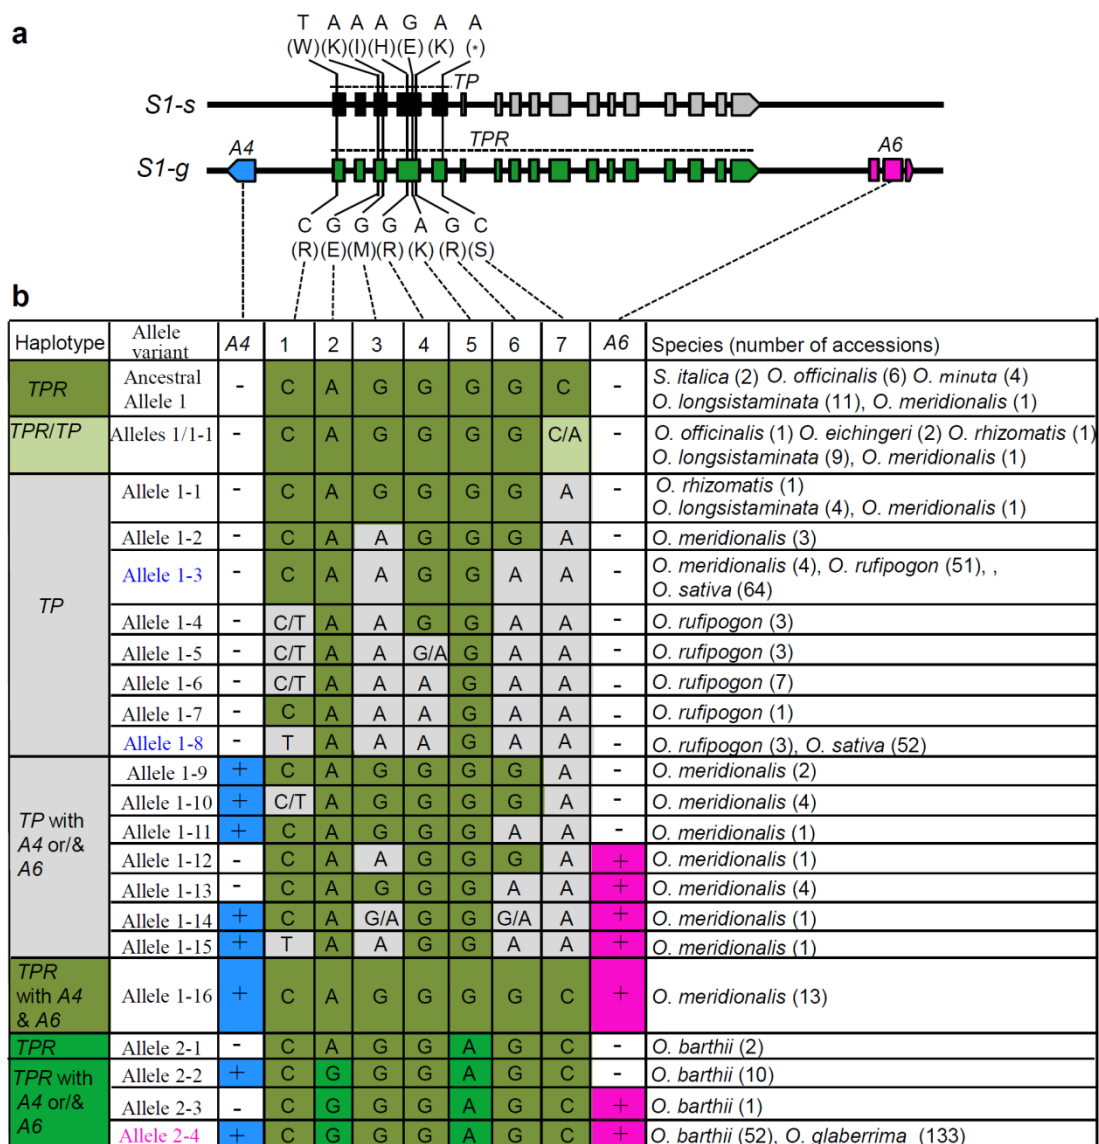 a
T A A A G A A
(W)(K)(I)(H)(E)(K) (*)
TP
S1-s
TPR
A4 A6
S1-g
C G G G A G C
(R) (E) (M) (R) (K) (R) (S)
b
Haplotype Allele variant A4 1 2 3 4 5 6 7 A6 Species (number of accessions)
TPR Ancestral Allele 1 - C A G G G G C - S. italica (2) O. officinalis (6) O. minuta (4)
O. longsistaminata (11), O. meridionalis (1)
TPR/TP Alleles 1/1-1 - C A G G G G C/A - O. officinalis (1) O. eichingeri (2) O. rhizomatis (1)
O. longsistaminata (9), O. meridionalis (1)
TP
Allele 1-1 - C A G G G G A - O. rhizomatis (1)
O. longsistaminata (4), O. meridionalis (1)
Allele 1-2 - C A A G G G A - O. meridionalis (3)
Allele 1-3 - C A A G G A A - O. meridionalis (4), O. rufipogon (51), ,
O. sativa (64)
Allele 1-4 - C/T A A G G A A - O. rufipogon (3)
Allele 1-5 - C/T A A G/A G A A - O. rufipogon (3)
Allele 1-6 - C/T A A A G A A - O. rufipogon (7)
Allele 1-7 - C A A A G A A - O. rufipogon (1)
Allele 1-8 - T A A A G A A - O. rufipogon (3), O. sativa (52)
TP with
A4 or/&
A6
Allele 1-9 + C A G G G G A - O. meridionalis (2)
Allele 1-10 + C/T A G G G G A - O. meridionalis (4)
Allele 1-11 + C A G G G A A - O. meridionalis (1)
Allele 1-12 - C A A G G G A + O. meridionalis (1)
Allele 1-13 - C A G G G A A + O. meridionalis (4)
Allele 1-14 + C A G/A G G G/A A + O. meridionalis (1)
Allele 1-15 + T A A G G A A + O. meridionalis (1)
TPR
with A4
& A6
Allele 1-16 + C A G G G G C + O. meridionalis (13)
TPR Allele 2-1 - C A G G A G C - O. barthii (2)
TPR with
A4 or/&
A6
Allele 2-2 + C G G G A G C - O. barthii (10)
Allele 2-3 - C G G G A G C + O. barthii (1)
Allele 2-4 + C G G G A G C + O. barthii (52), O. glaberrima (133)